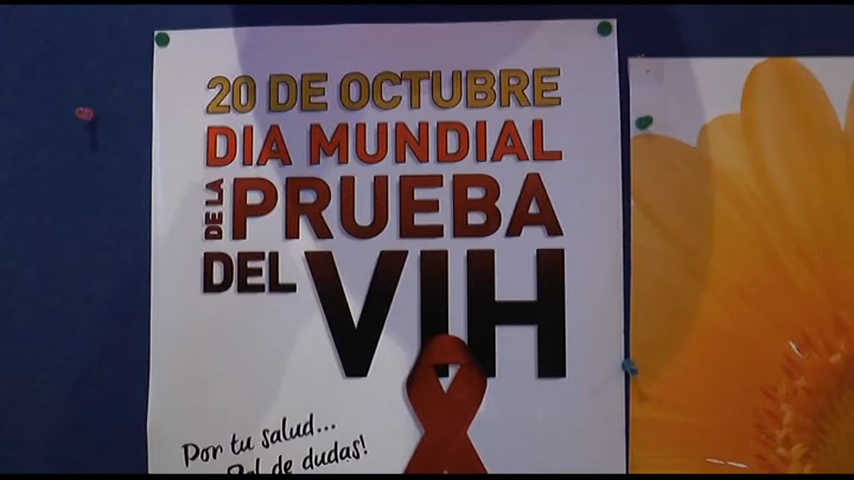 20 DE OCTUBRE
DIA MUNDIAL
DE LA PRUEBA
DEL VIH
Por tu salud...
de dudas!